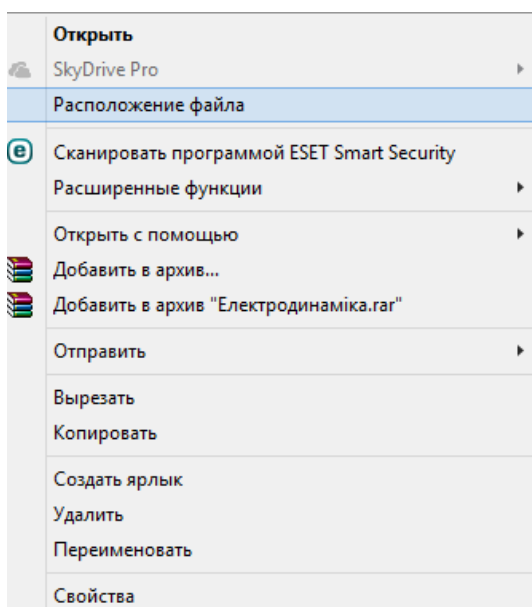 Открыть
SkyDrive Pro
Расположение файла
Сканировать программой ESET Smart Security
Расширенные функции
Открыть с помощью
Добавить в архив...
Добавить в архив "Електродинаміка.rar"
Отправить
Вырезать
Копировать
Создать ярлык
Удалить
Переименовать
Свойства